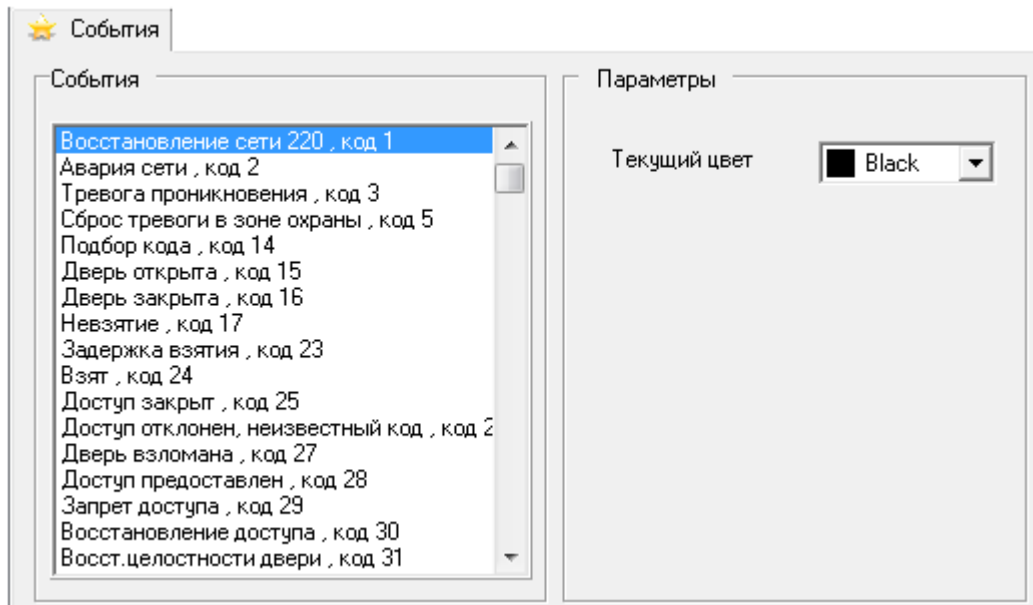 События
События
Восстановление сети 220 , код 1
Авария сети , код 2
Тревога проникновения , код 3
Сброс тревоги в зоне охраны , код 5
Подбор кода , код 14
Дверь открыта , код 15
Дверь закрыта , код 16
Невзятие , код 17
Задержка взятия , код 23
Взят , код 24
Доступ закрыт , код 25
Доступ отклонен, неизвестный код , код 2
Дверь взломана , код 27
Доступ предоставлен , код 28
Запрет доступа , код 29
Восстановление доступа , код 30
Восст.целостности двери , код 31
Параметры
Текущий цвет
Black